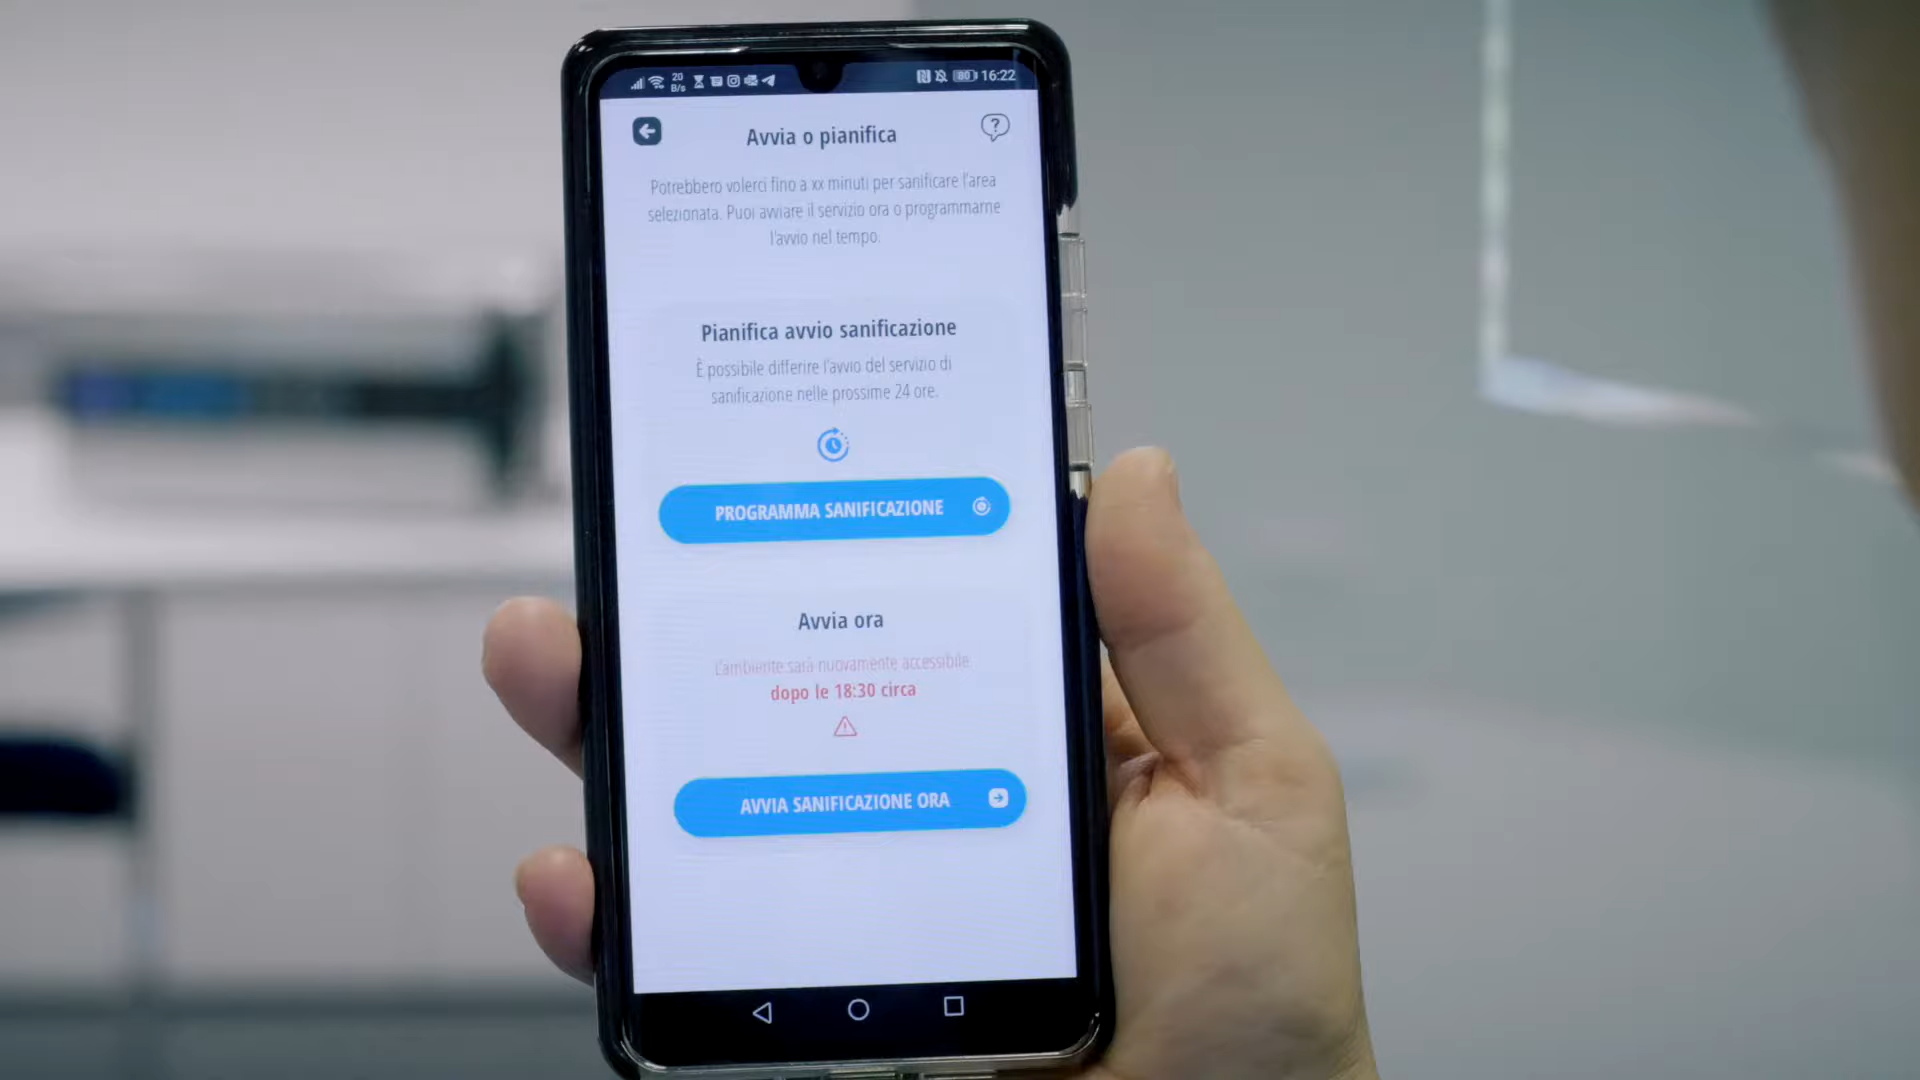 20
B/s
80
16:22
Avvia o pianifica
?
Potrebbero volerci fino a xx minuti per sanificare l'area
selezionata. Puoi avviare il servizio ora o programmarne
l'avvio nel tempo.
Pianifica avvio sanificazione
È possibile differire l'avvio del servizio di
sanificazione nelle prossime 24 ore.
PROGRAMMA SANIFICAZIONE
Avvia ora
L'ambiente sarà nuovamente accessibile
dopo le 18:30 circa
AVVIA SANIFICAZIONE ORA